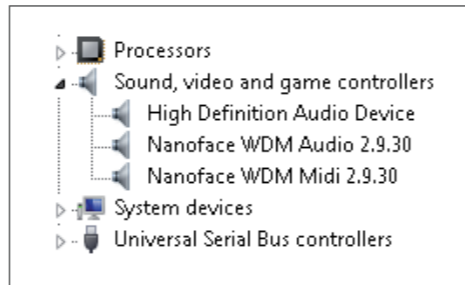 Processors
Sound, video and game controllers
High Definition Audio Device
Nanoface WDM Audio 2.9.30
Nanoface WDM Midi 2.9.30
System devices
Universal Serial Bus controllers